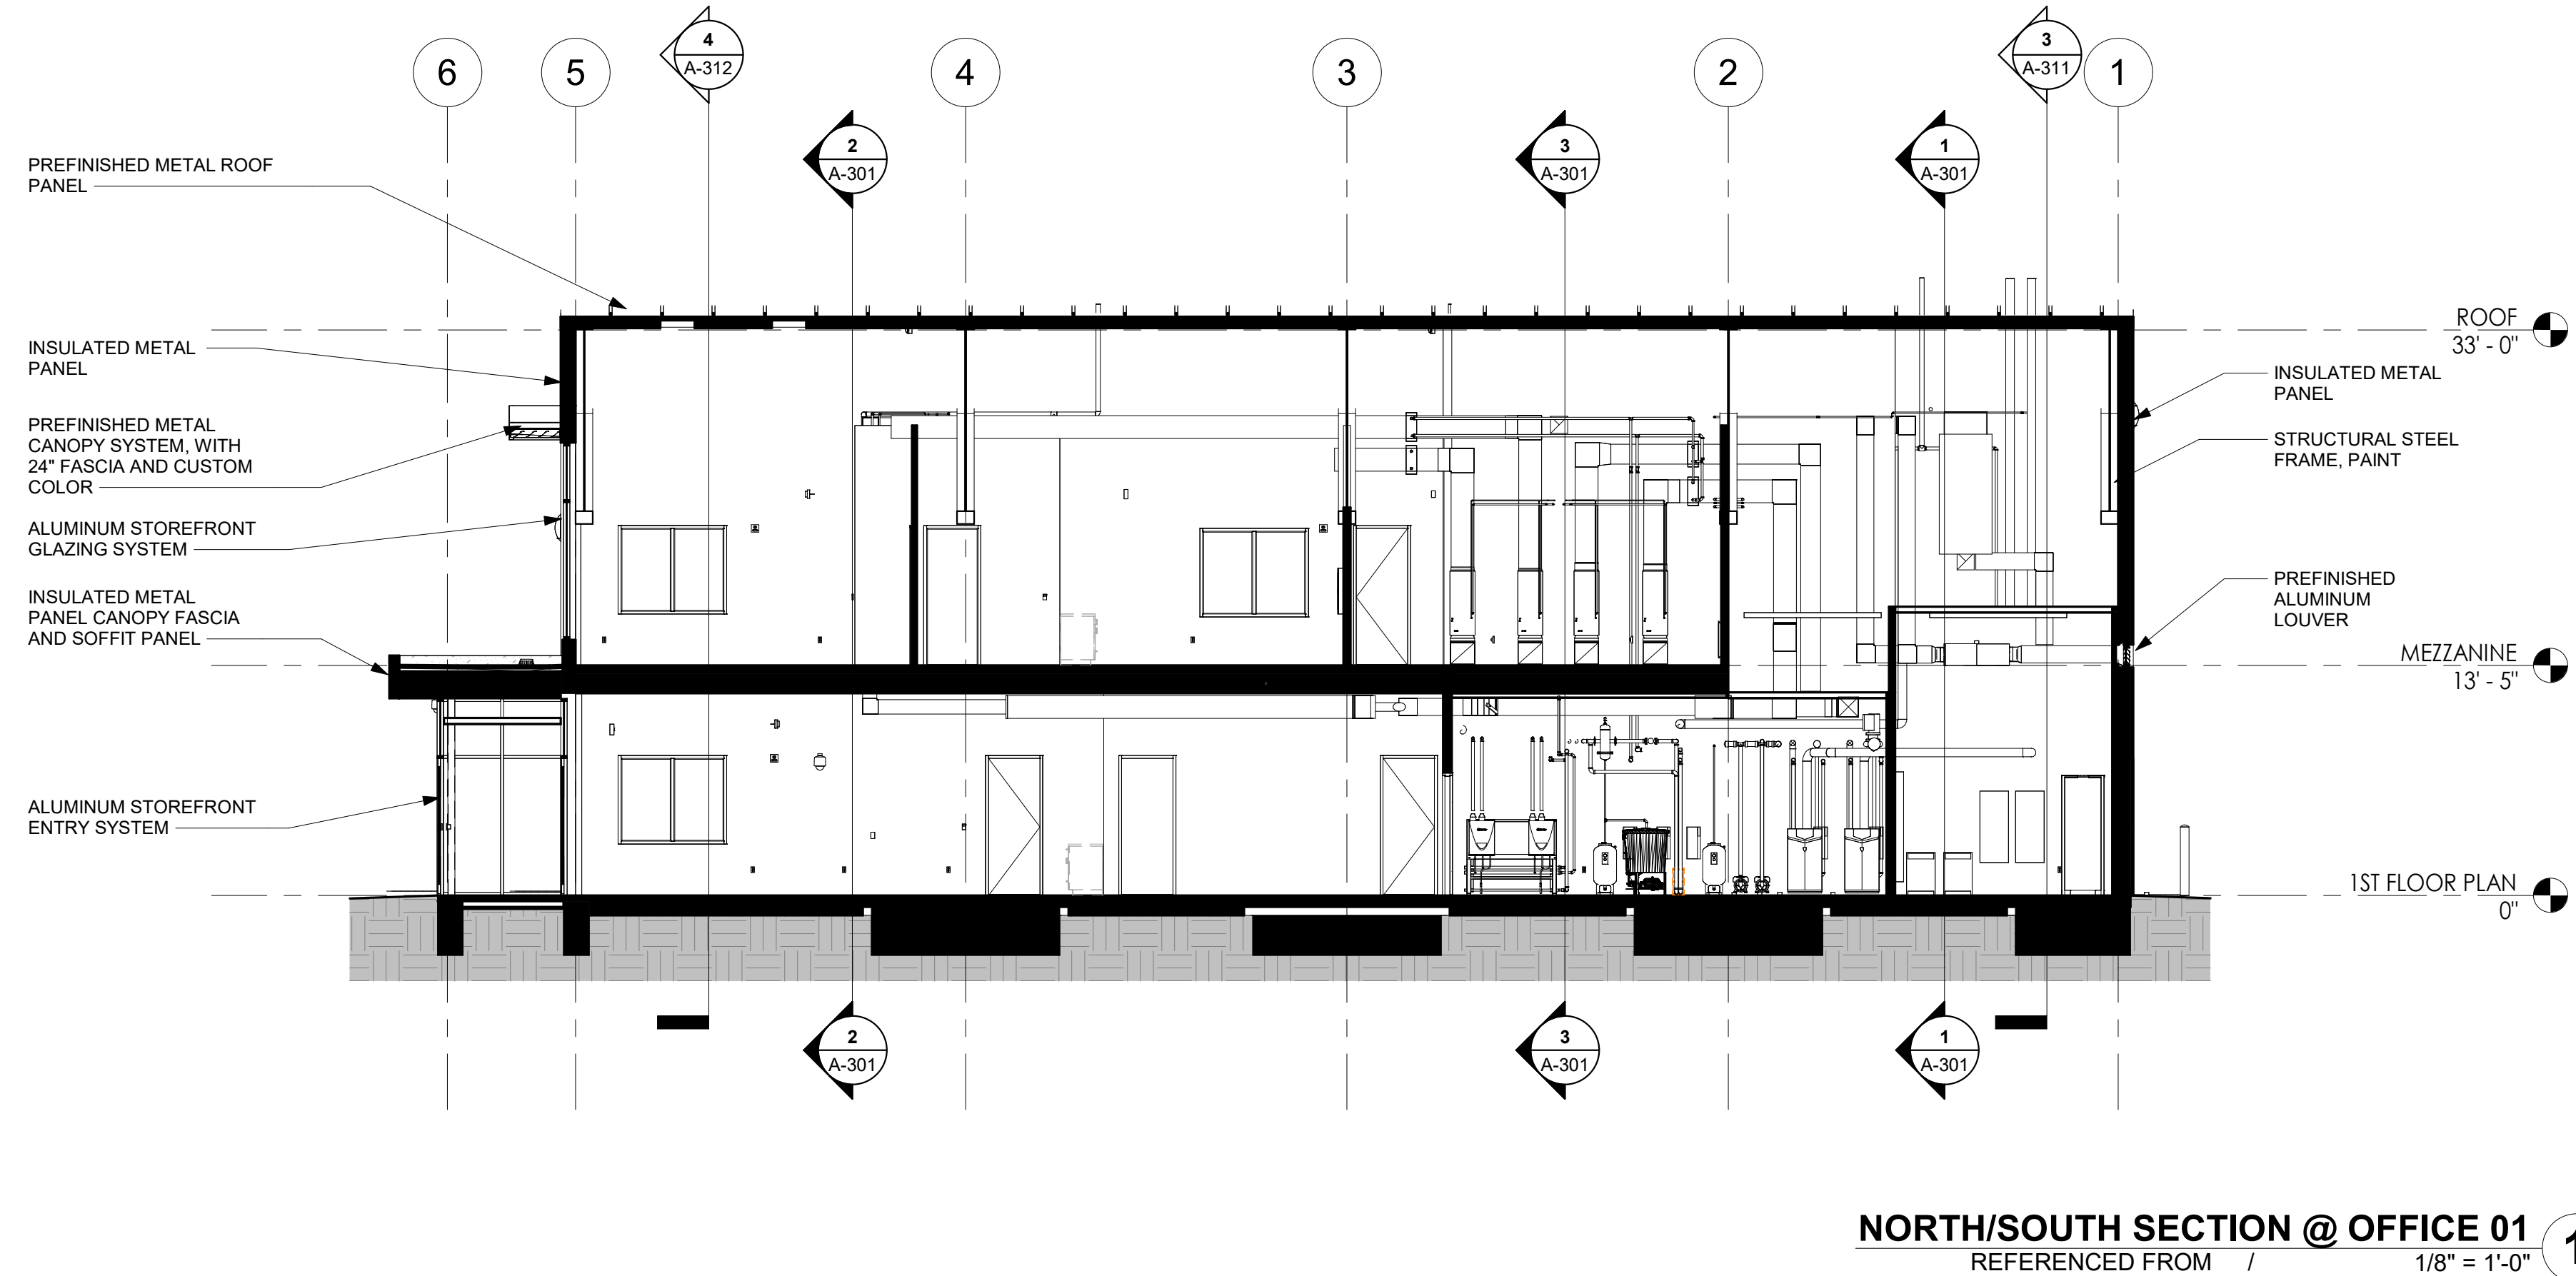 6
5
4
A-312
4
3
2
3
A-311
1
2
A-301
3
A-301
1
A-301
PREFINISHED METAL ROOF
PANEL
INSULATED METAL
PANEL
PREFINISHED METAL
CANOPY SYSTEM, WITH
24" FASCIA AND CUSTOM
COLOR
ALUMINUM STOREFRONT
GLAZING SYSTEM
INSULATED METAL
PANEL CANOPY FASCIA
AND SOFFIT PANEL
ALUMINUM STOREFRONT
ENTRY SYSTEM
ROOF
33' - 0"
INSULATED METAL
PANEL
STRUCTURAL STEEL
FRAME, PAINT
PREFINISHED
ALUMINUM
LOUVER
MEZZANINE
13' - 5"
1ST FLOOR PLAN
0"
2
A-301
3
A-301
1
A-301
NORTH/SOUTH SECTION @ OFFICE 01
REFERENCED FROM /
1/8" = 1'-0"